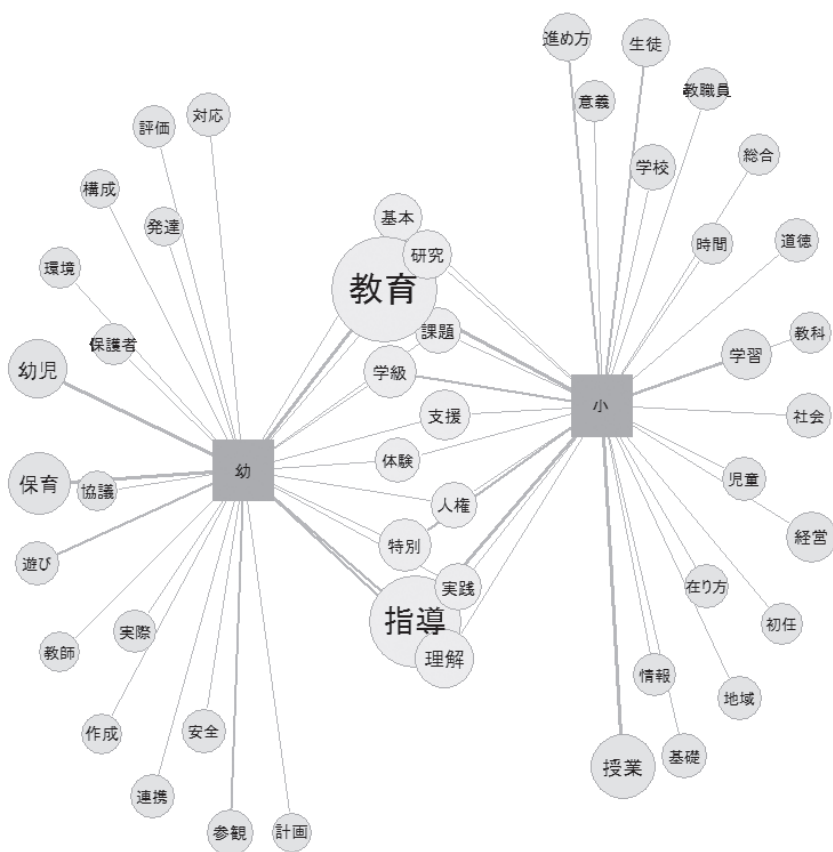 進め方
生徒
教職員
意義
対応
評価
総合
学校
構成
基本
発達
道徳
時間
研究
環境
教育
課題
教科
保護者
学習
幼児
学級
小
支援
社会
体験
幼
児童
保育
協議
人権
経営
特別
遊び
実践
在り方
指導
初任
実際
教師
理解
情報
地域
安全
作成
基礎
授業
連携
参観
計画